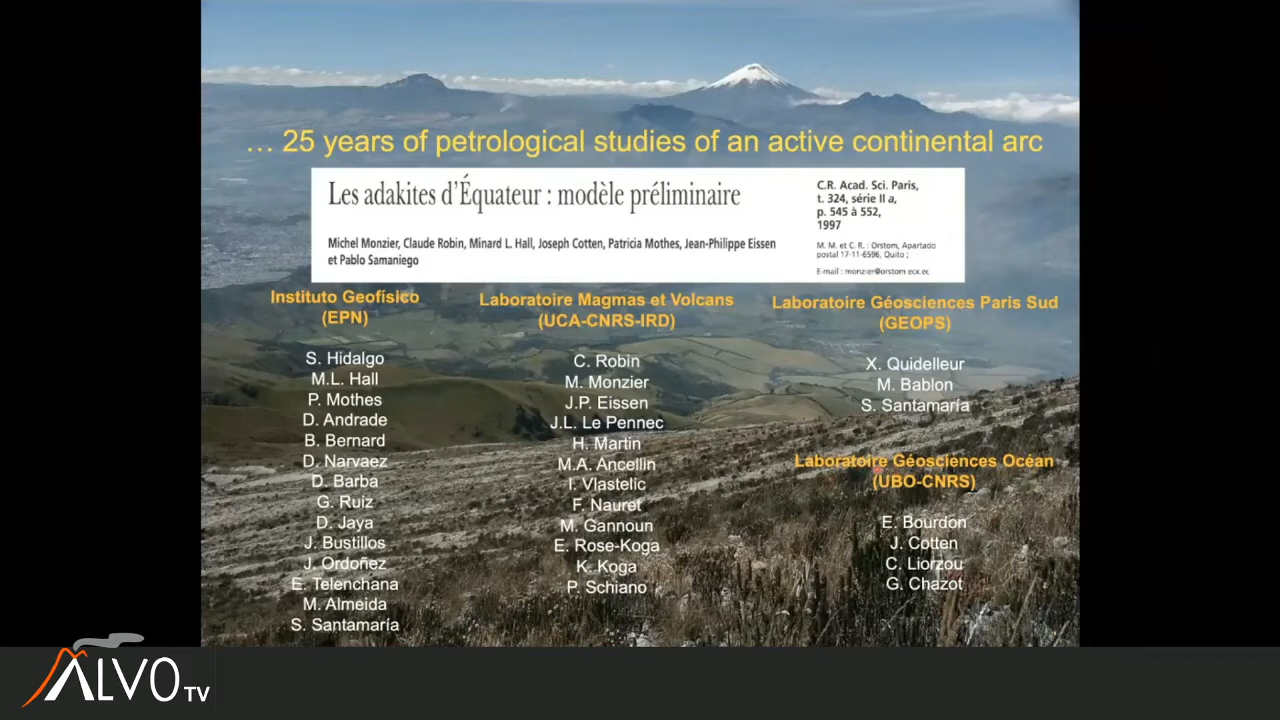 ... 25 years of petrological studies of an active continental arc
Les adakites d'Équateur : modèle préliminaire
Michel Monzier, Claude Robin, Minard L. Hall, Joseph Cotten, Patricia Mothes, Jean-Philippe Eissen
et Pablo Samaniego
C.R. Acad. Sci. Paris,
t. 324, série II a,
p. 545 à 552,
1997
M. M. et C. R. : Orstom, Apartado
postal 17-11-6596, Quito ;
E-mail : monzier@orstom.ecx.ec
Instituto Geofísico
(EPN)
S. Hidalgo
M.L. Hall
P. Mothes
D. Andrade
B. Bernard
D. Narvaez
D. Barba
G. Ruiz
D. Jaya
J. Bustillos
J. Ordoñez
E. Telenchana
M. Almeida
S. Santamaría
Laboratoire Magmas et Volcans
(UCA-CNRS-IRD)
C. Robin
M. Monzier
J.P. Eissen
J.L. Le Pennec
H. Martin
M.A. Ancellin
I. Vlastelic
F. Nauret
M. Gannoun
E. Rose-Koga
K. Koga
P. Schiano
Laboratoire Géosciences Paris Sud
(GEOPS)
X. Quidelleur
M. Bablon
S. Santamaría
Laboratoire Géosciences Océan
(UBO-CNRS)
E. Bourdon
J. Cotten
C. Liorzou
G. Chazot
ALVO TV